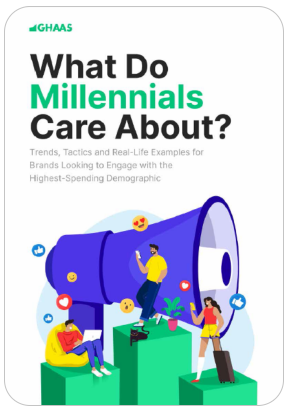 GHAAS
What Do
Millennials
Care About?
Trends, Tactics and Real-Life Examples for
Brands Looking to Engage with the
Highest-Spending Demographic